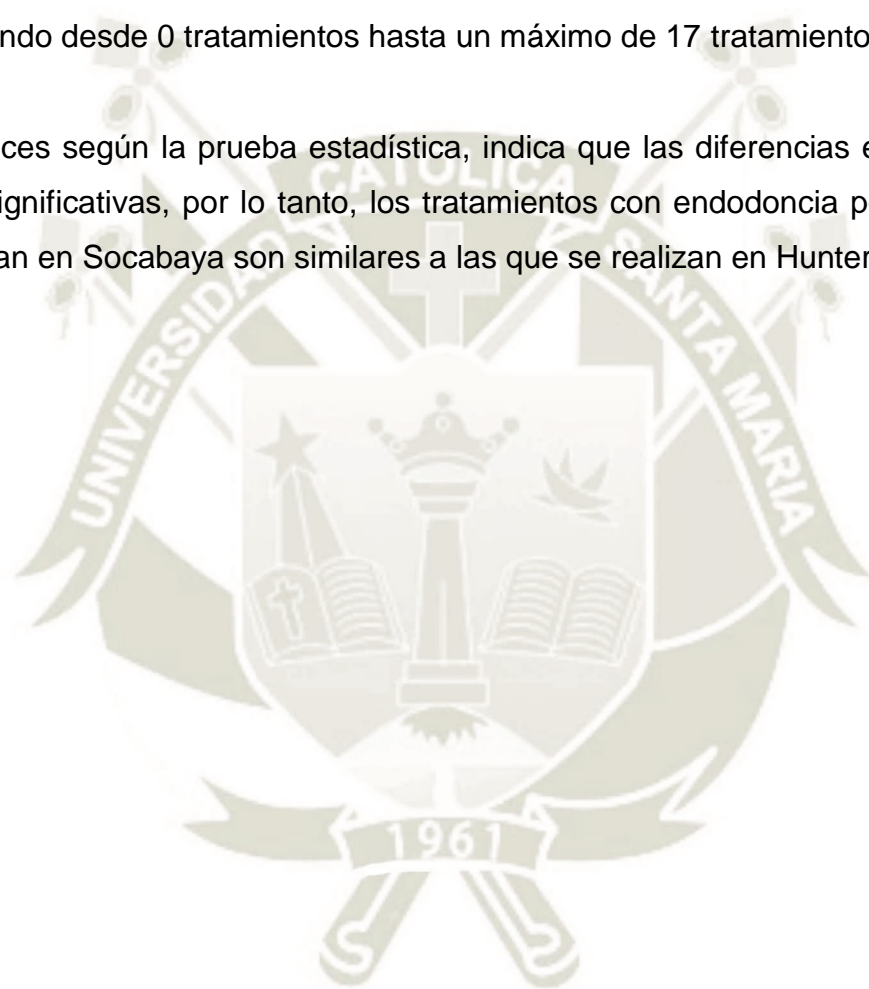 ndo desde 0 tratamientos hasta un máximo de 17 tratamiento
ces según la prueba estadística, indica que las diferencias e
ignificativas, por lo tanto, los tratamientos con endodoncia p
an en Socabaya son similares a las que se realizan en Hunter
UNIVERSIDAD CATOLICA SANTA MARIA
1961